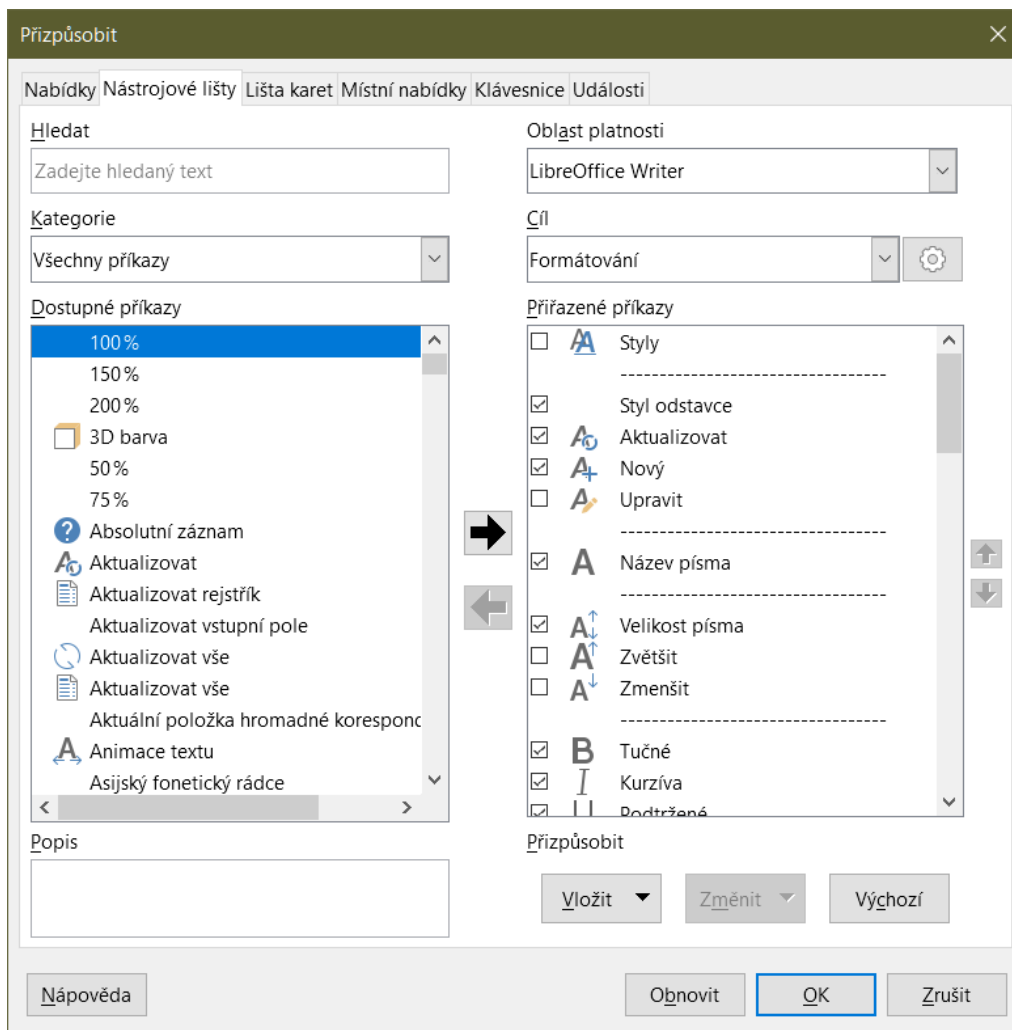 Přizpůsobit
Nabídky Nástrojové lišty Lišta karet Místní nabídky Klávesnice Události
Hledat
Zadejte hledaný text
Kategorie
Všechny příkazy
Dostupné příkazy
100 %
150 %
200 %
3D barva
50 %
75 %
Absolutní záznam
Aktualizovat
Aktualizovat rejstřík
Aktualizovat vstupní pole
Aktualizovat vše
Aktualizovat vše
Aktuální položka hromadné koresponc
Animace textu
Asijský fonetický rádce
Popis
Oblast platnosti
LibreOffice Writer
Cíl
Formátování
Přiřazené příkazy
Styly
----------------------------------
Styl odstavce
Aktualizovat
Nový
Upravit
----------------------------------
Název písma
----------------------------------
Velikost písma
Zvětšit
Zmenšit
----------------------------------
Tučné
Kurzíva
Podtržené
Přizpůsobit
Vložit Změnit Výchozí
Nápověda Obnovit OK Zrušit